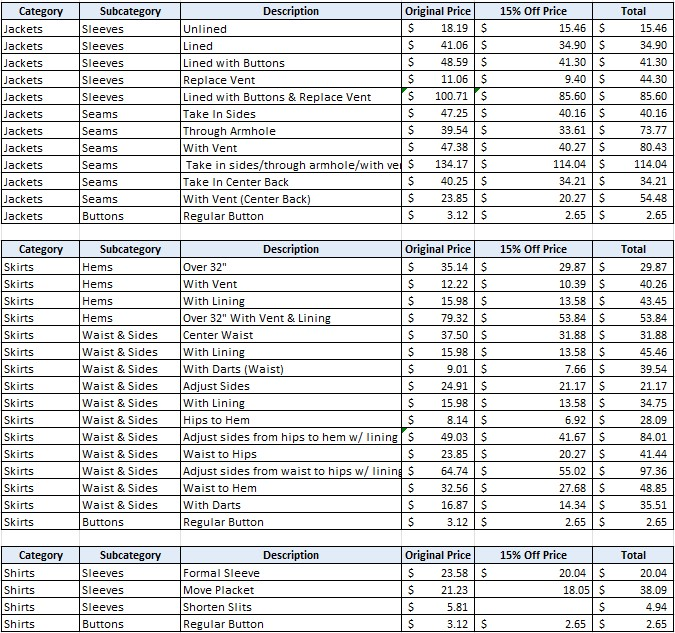 Category Subcategory Description Original Price 15% Off Price Total
Jackets Sleeves Unlined $ 18.19 $ 15.46 $ 15.46
Jackets Sleeves Lined $ 41.06 $ 34.90 $ 34.90
Jackets Sleeves Lined with Buttons $ 48.59 $ 41.30 $ 41.30
Jackets Sleeves Replace Vent $ 11.06 $ 9.40 $ 44.30
Jackets Sleeves Lined with Buttons & Replace Vent $ 100.71 $ 85.60 $ 85.60
Jackets Seams Take In Sides $ 47.25 $ 40.16 $ 40.16
Jackets Seams Through Armhole $ 39.54 $ 33.61 $ 73.77
Jackets Seams With Vent $ 47.38 $ 40.27 $ 80.43
Jackets Seams Take in sides/through armhole/with ve $ 134.17 $ 114.04 $ 114.04
Jackets Seams Take In Center Back $ 40.25 $ 34.21 $ 34.21
Jackets Seams With Vent (Center Back) $ 23.85 $ 20.27 $ 54.48
Jackets Buttons Regular Button $ 3.12 $ 2.65 $ 2.65
Category Subcategory Description Original Price 15% Off Price Total
Skirts Hems Over 32" $ 35.14 $ 29.87 $ 29.87
Skirts Hems With Vent $ 12.22 $ 10.39 $ 40.26
Skirts Hems With Lining $ 15.98 $ 13.58 $ 43.45
Skirts Hems Over 32" With Vent & Lining $ 79.32 $ 53.84 $ 53.84
Skirts Waist & Sides Center Waist $ 37.50 $ 31.88 $ 31.88
Skirts Waist & Sides With Lining $ 15.98 $ 13.58 $ 45.46
Skirts Waist & Sides With Darts (Waist) $ 9.01 $ 7.66 $ 39.54
Skirts Waist & Sides Adjust Sides $ 24.91 $ 21.17 $ 21.17
Skirts Waist & Sides With Lining $ 15.98 $ 13.58 $ 34.75
Skirts Waist & Sides Hips to Hem $ 8.14 $ 6.92 $ 28.09
Skirts Waist & Sides Adjust sides from hips to hem w/ lining $ 49.03 $ 41.67 $ 84.01
Skirts Waist & Sides Waist to Hips $ 23.85 $ 20.27 $ 41.44
Skirts Waist & Sides Adjust sides from waist to hips w/ lining $ 64.74 $ 55.02 $ 97.36
Skirts Waist & Sides Waist to Hem $ 32.56 $ 27.68 $ 48.85
Skirts Waist & Sides With Darts $ 16.87 $ 14.34 $ 35.51
Skirts Buttons Regular Button $ 3.12 $ 2.65 $ 2.65
Category Subcategory Description Original Price 15% Off Price Total
Shirts Sleeves Formal Sleeve $ 23.58 $ 20.04 $ 20.04
Shirts Sleeves Move Placket $ 21.23 18.05 $ 38.09
Shirts Sleeves Shorten Slits $ 5.81 $ 4.94
Shirts Buttons Regular Button $ 3.12 $ 2.65 $ 2.65